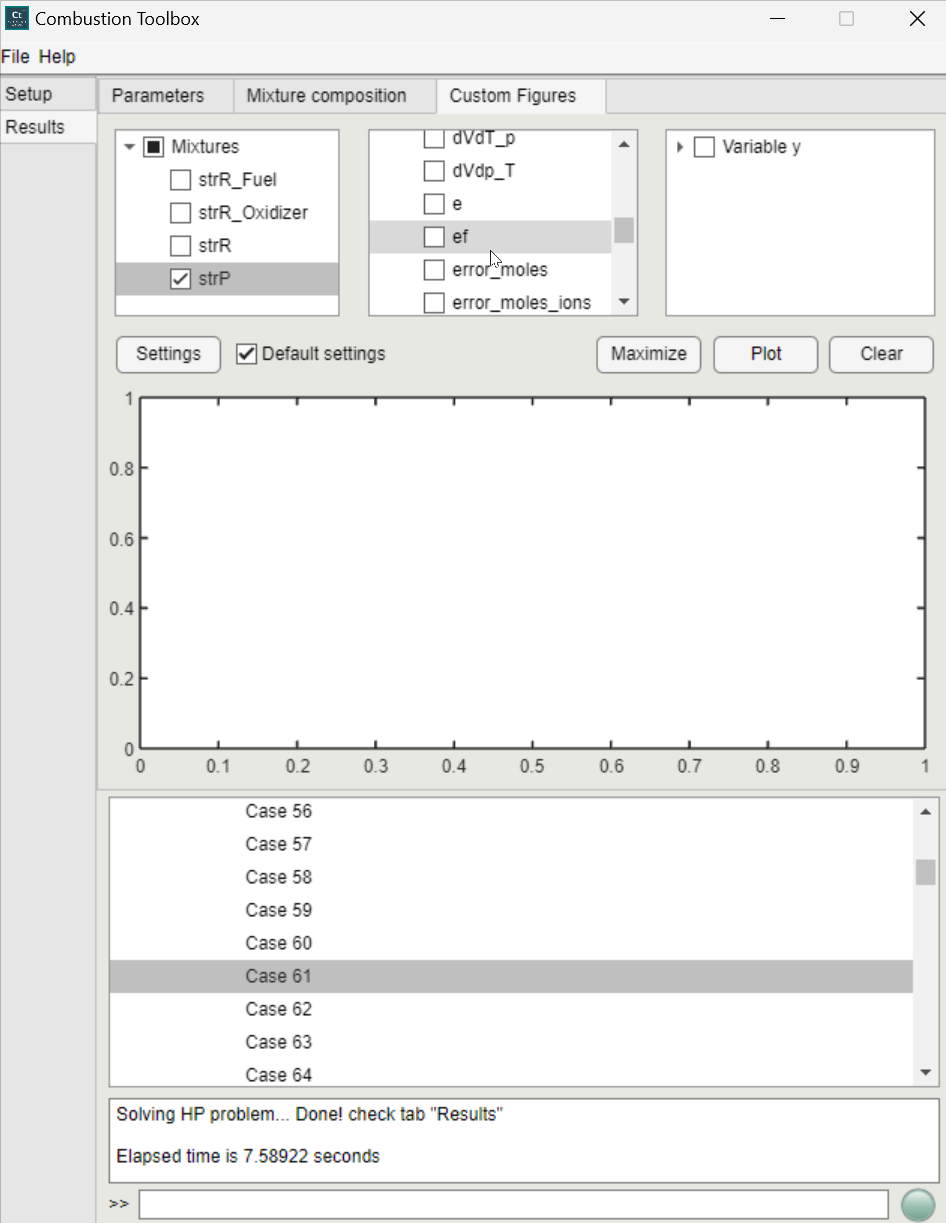 Ct
Combustion Toolbox
File Help
Setup
Results
Parameters
Mixture composition
Custom Figures
Mixtures
strR_Fuel
strR_Oxidizer
strR
strP
dVdT_p
dVdp_T
e
ef
error_moles
error_moles_ions
Variable y
Settings
Default settings
Maximize
Plot
Clear
1
0.8
0.6
0.4
0.2
0
0 0.1 0.2 0.3 0.4 0.5 0.6 0.7 0.8 0.9 1
Case 56
Case 57
Case 58
Case 59
Case 60
Case 61
Case 62
Case 63
Case 64
Solving HP problem... Done! check tab "Results"
Elapsed time is 7.58922 seconds
>>